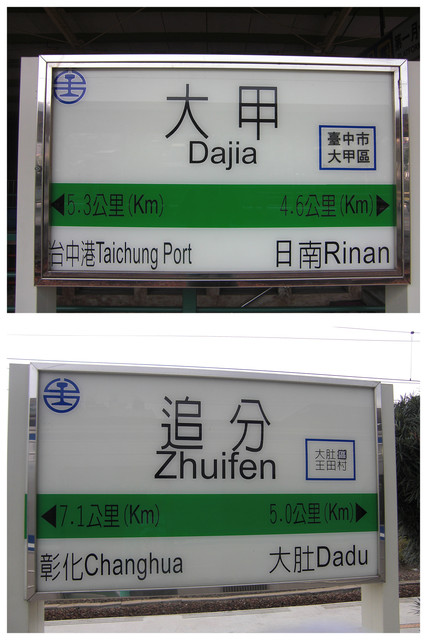 大甲
Dajia
臺中市
大甲區
5.3公里(Km) 4.6公里(Km)
台中港Taichung Port 日南Rinan
追分
Zhuifen
大肚
王田村
7.1公里(Km) 5.0公里(Km)
彰化Changhua 大肚Dadu